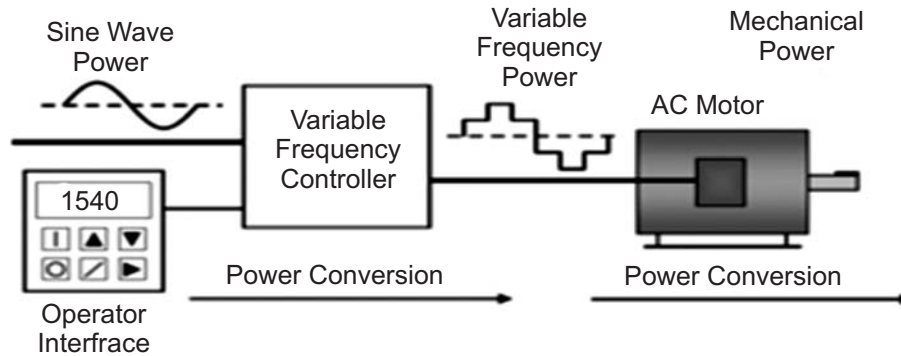 Sine Wave
Power
Variable
Frequency
Power
Mechanical
Power
AC Motor
Variable
Frequency
Controller
1540
Power Conversion
Power Conversion
Operator
Interfrace